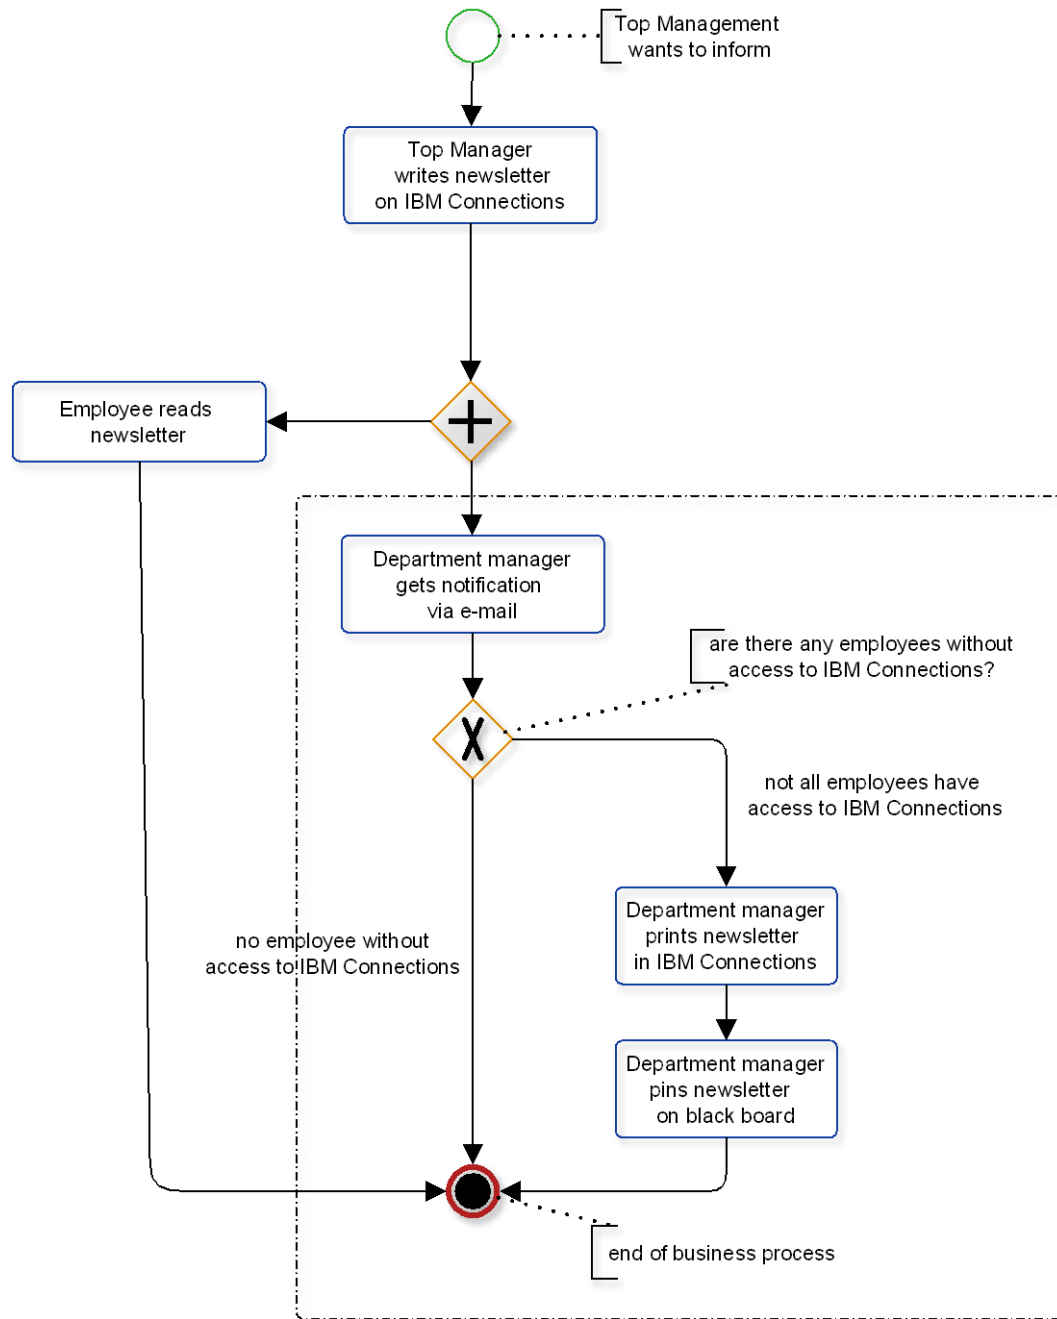 Top Management
wants to inform
Top Manager
writes newsletter
on IBM Connections
Employee reads
newsletter
Department manager
gets notification
via e-mail
are there any employees without
access to IBM Connections?
not all employees have
access to IBM Connections
Department manager
prints newsletter
in IBM Connections
no employee without
access to IBM Connections
Department manager
pins newsletter
on black board
end of business process